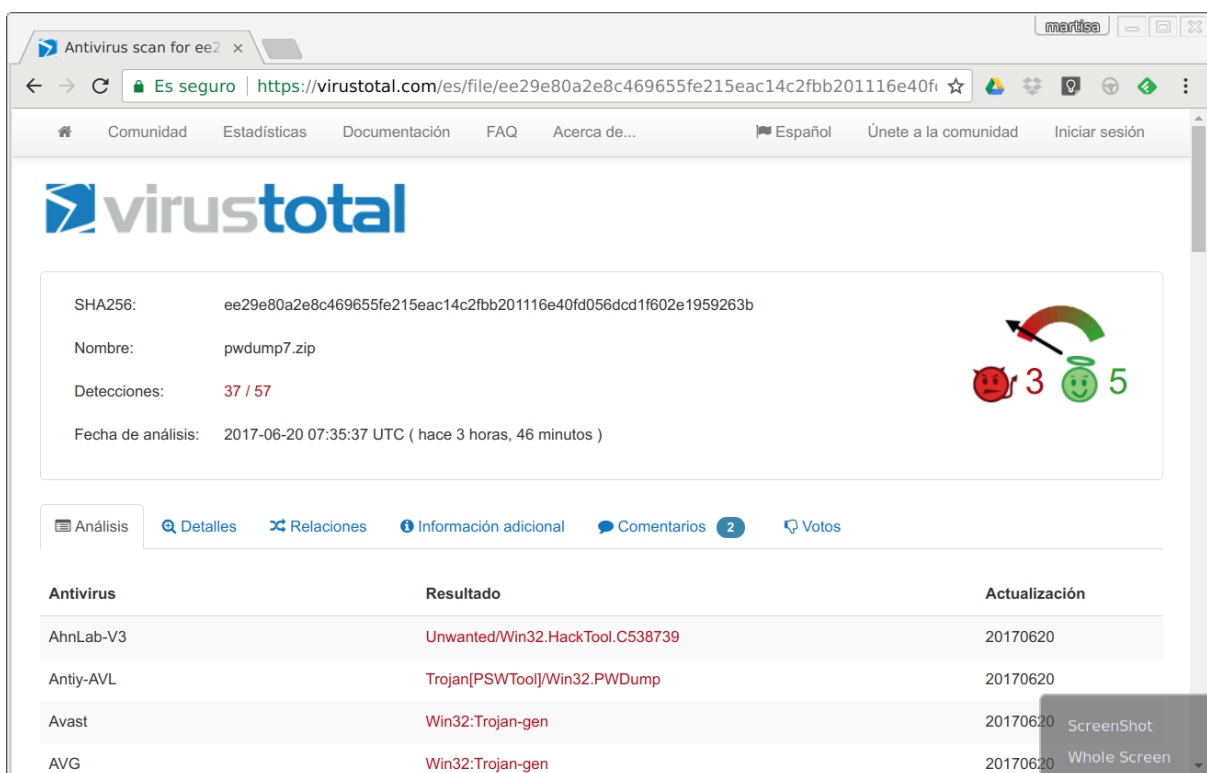 martisa
Antivirus scan for ee2
Es seguro https://virustotal.com/es/file/ee29e80a2e8c469655fe215eac14c2fbb201116e40f
Comunidad Estadísticas Documentación FAQ Acerca de... Español Únete a la comunidad Iniciar sesión
virustotal
SHA256: ee29e80a2e8c469655fe215eac14c2fbb201116e40fd056dcd1f602e1959263b
Nombre: pwdump7.zip
Detecciones: 37 / 57
3 5
Fecha de análisis: 2017-06-20 07:35:37 UTC ( hace 3 horas, 46 minutos )
Análisis Detalles Relaciones Información adicional Comentarios 2 Votos
Antivirus Resultado Actualización
AhnLab-V3 Unwanted/Win32.HackTool.C538739 20170620
Antiy-AVL Trojan[PSWTool]/Win32.PWDump 20170620
Avast Win32:Trojan-gen 20170620
AVG Win32:Trojan-gen 20170620
ScreenShot
Whole Screen